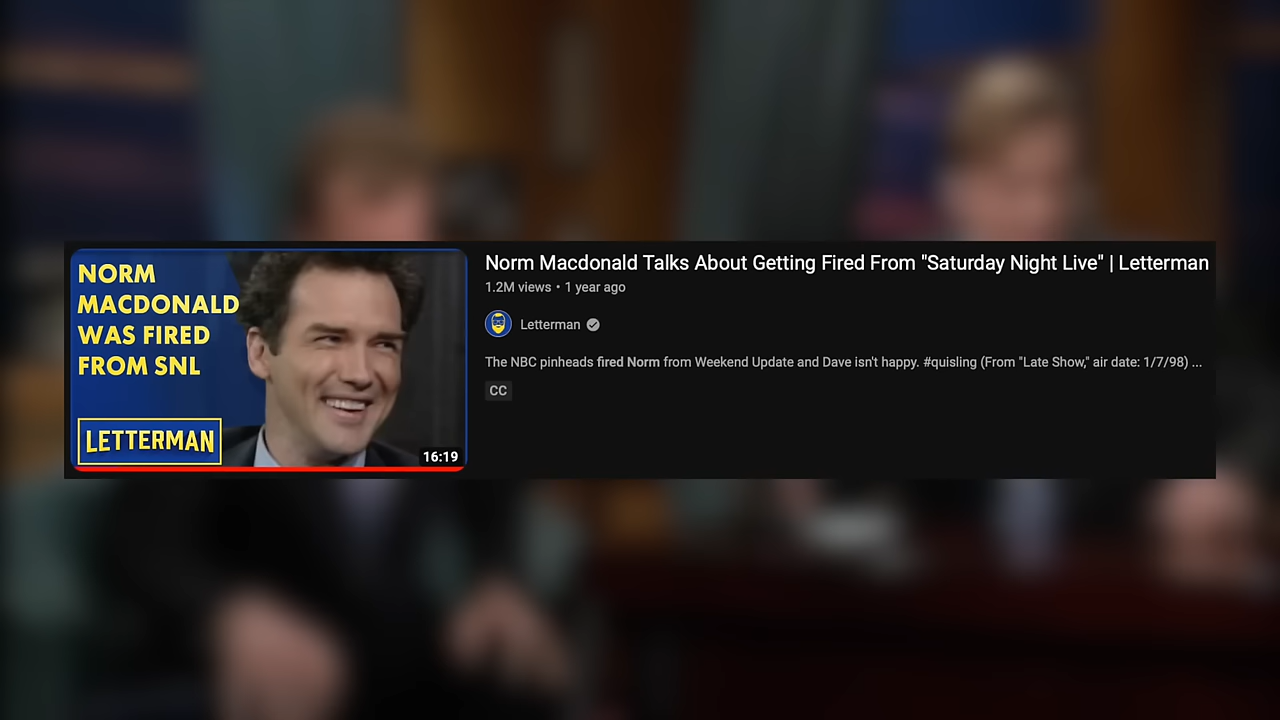 NORM
MACDONALD
WAS FIRED
FROM SNL
LETTERMAN
16:19
Norm Macdonald Talks About Getting Fired From "Saturday Night Live" | Letterman
1.2M views • 1 year ago
Letterman
The NBC pinheads fired Norm from Weekend Update and Dave isn't happy. #quisling (From "Late Show," air date: 1/7/98) ...
CC